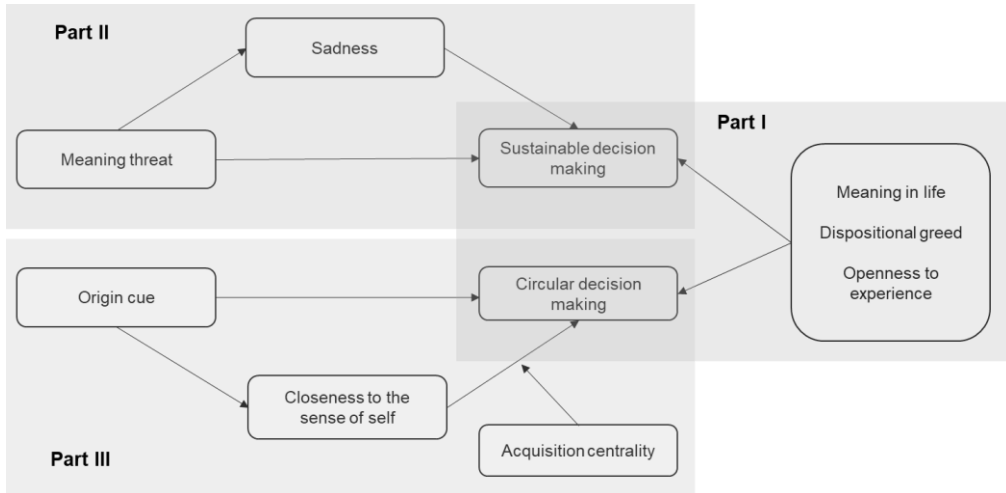 Part II
Sadness
Part I
Meaning threat
Sustainable decision
making
Meaning in life
Dispositional greed
Openness to
experience
Origin cue
Circular decision
making
Closeness to the
sense of self
Acquisition centrality
Part III